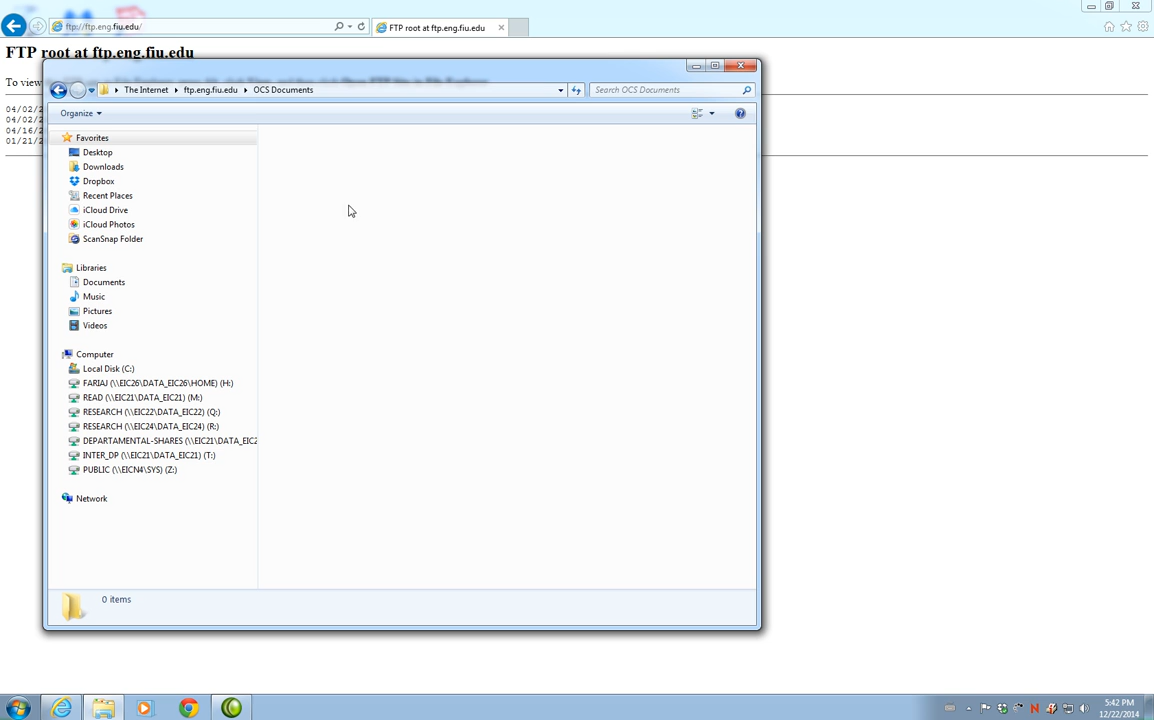 ftp://ftp.eng.fiu.edu/
FTP root at ftp.eng.fiu.edu
FTP root at ftp.eng.fiu.edu
To view
04/02/2
04/02/2
04/16/2
01/21/2
The Internet
ftp.eng.fiu.edu
OCS Documents
Search OCS Documents
Organize
Favorites
Desktop
Downloads
Dropbox
Recent Places
iCloud Drive
iCloud Photos
ScanSnap Folder
Libraries
Documents
Music
Pictures
Videos
Computer
Local Disk (C:)
FARIAJ (\\EIC26\DATA_EIC26\HOME) (H:)
READ (\\EIC21\DATA_EIC21) (M:)
RESEARCH (\\EIC22\DATA_EIC22) (Q:)
RESEARCH (\\EIC24\DATA_EIC24) (R:)
DEPARTAMENTAL-SHARES (\\EIC21\DATA_EIC2
INTER_DP (\\EIC21\DATA_EIC21) (T:)
PUBLIC (\\EICN4\SYS) (Z:)
Network
0 items
5:42 PM
12/22/2014